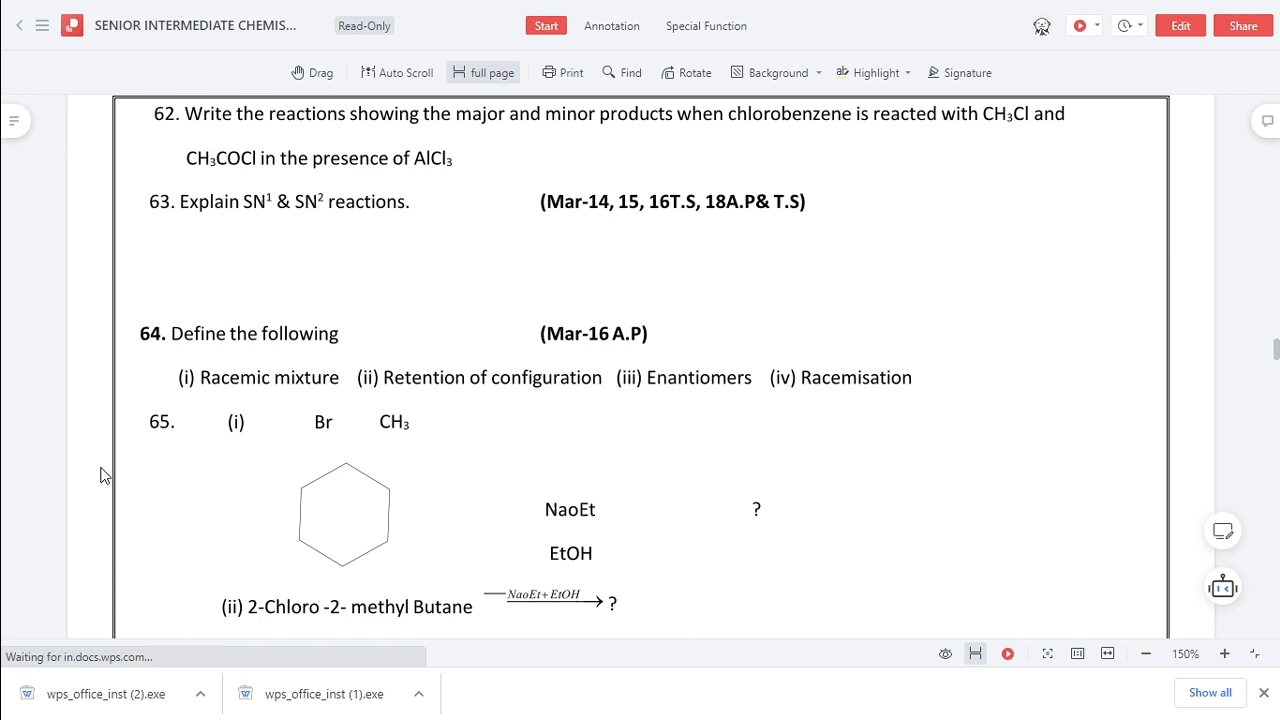 SENIOR INTERMEDIATE CHEMIS... Read-Only Start Annotation Special Function Edit Share
Drag Auto Scroll full page Print Find Rotate Background Highlight Signature
62. Write the reactions showing the major and minor products when chlorobenzene is reacted with CH₃Cl and
CH₃COCl in the presence of AlCl₃
63. Explain SN¹ & SN² reactions. (Mar-14, 15, 16T.S, 18A.P& T.S)
64. Define the following (Mar-16 A.P)
(i) Racemic mixture (ii) Retention of configuration (iii) Enantiomers (iv) Racemisation
65. (i) Br CH₃
NaoEt ?
EtOH
(ii) 2-Chloro -2- methyl Butane NaoEt+EtOH ?
Waiting for in.docs.wps.com... 150%
wps_office_inst (2).exe wps_office_inst (1).exe Show all